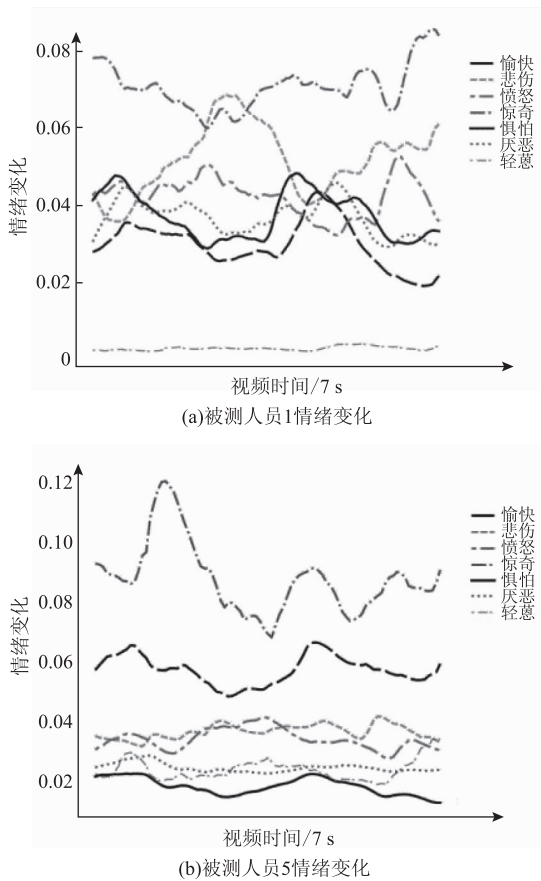 0.08
0.06
0.04
0.02
0
情绪变化
愉快
悲伤
愤怒
惊奇
惧怕
厌恶
轻蔑
视频时间/7 s
(a)被测人员1情绪变化
0.12
0.10
0.08
0.06
0.04
0.02
情绪变化
愉快
悲伤
愤怒
惊奇
惧怕
厌恶
轻蔑
视频时间/7 s
(b)被测人员5情绪变化